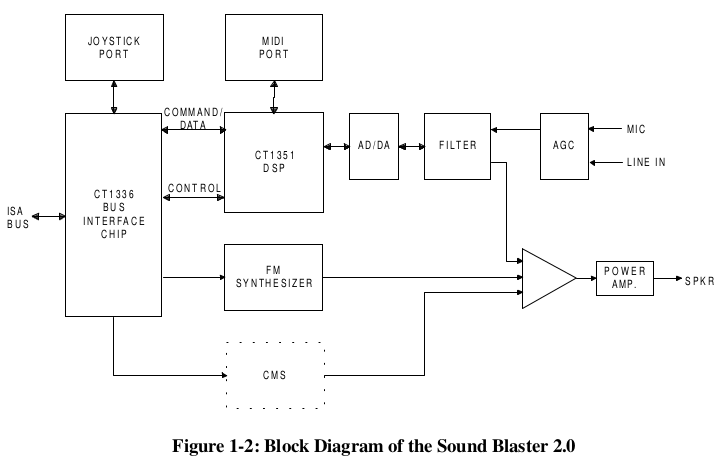 JOYSTICK
PORT
MIDI
PORT
COMMAND/
DATA
CT1351
DSP
AD/DA
FILTER
AGC
MIC
LINE IN
CONTROL
CT1336
BUS
INTERFACE
CHIP
ISA
BUS
FM
SYNTHESIZER
POWER
AMP.
SPKR
CMS
Figure 1-2: Block Diagram of the Sound Blaster 2.0